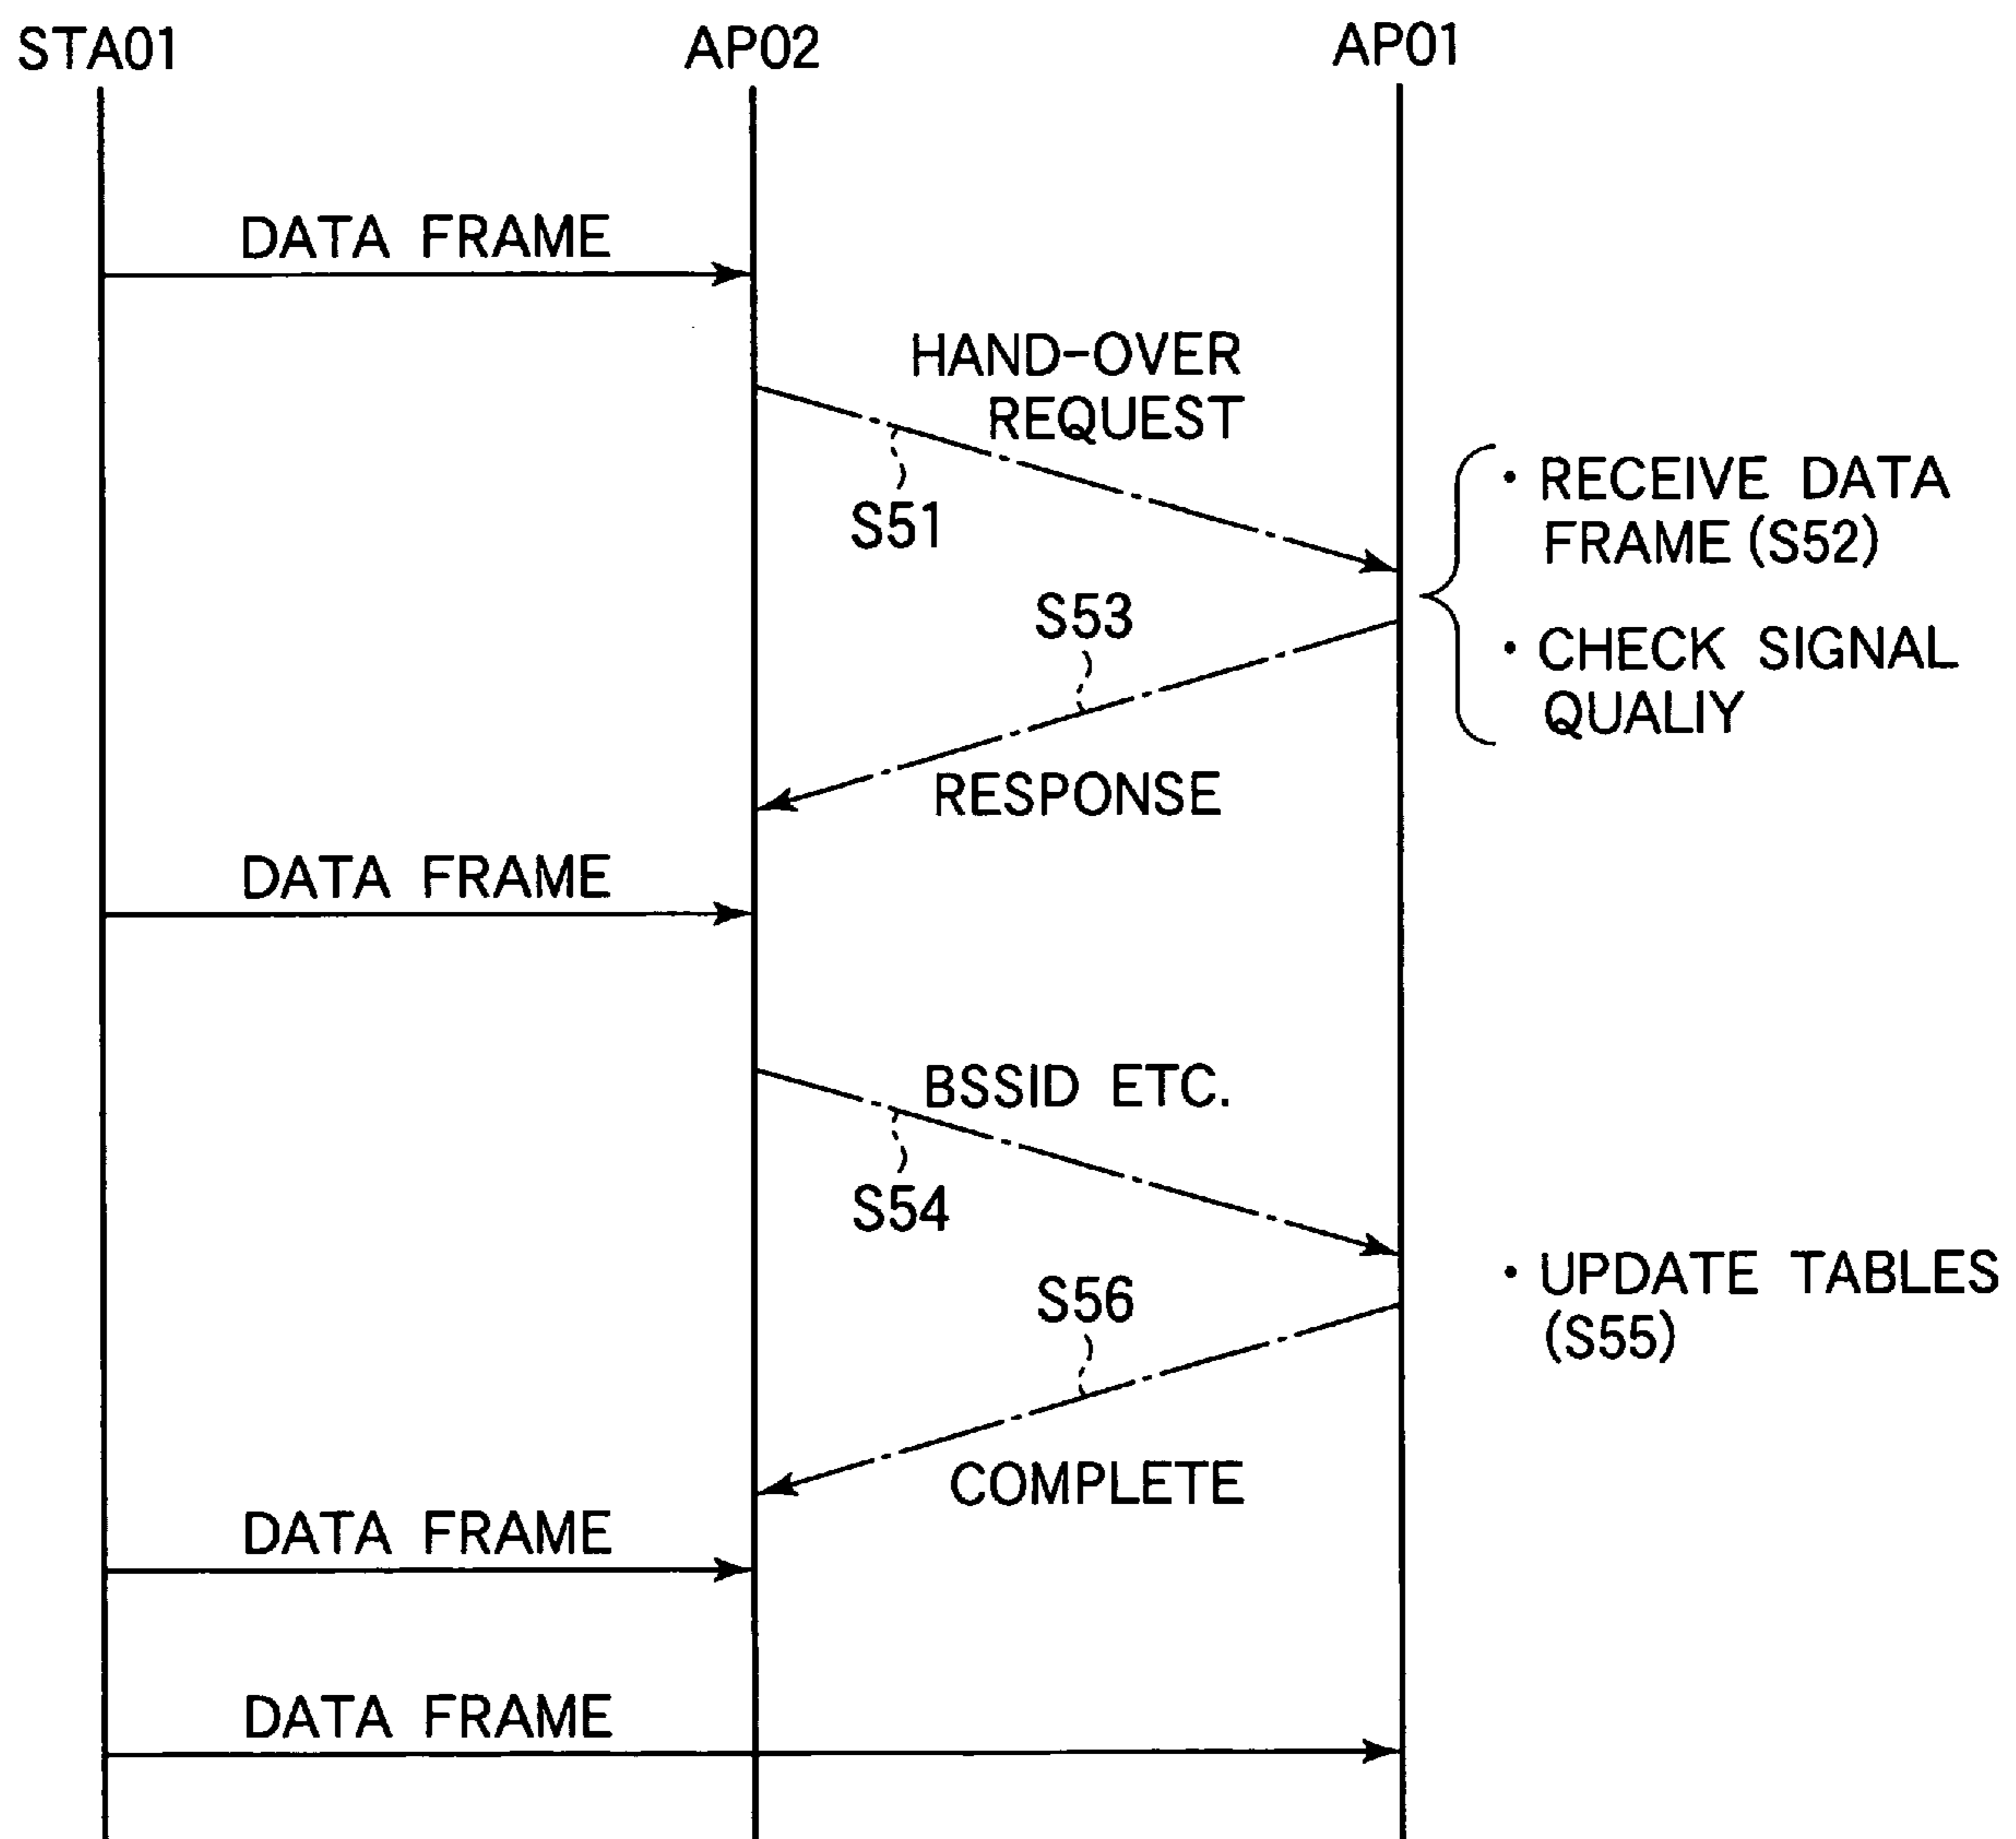 STA01
AP02
AP01
DATA FRAME
HAND-OVER
REQUEST
S51
• RECEIVE DATA
FRAME (S52)
S53
• CHECK SIGNAL
QUALIY
RESPONSE
DATA FRAME
BSSID ETC.
S54
• UPDATE TABLES
(S55)
S56
COMPLETE
DATA FRAME
DATA FRAME